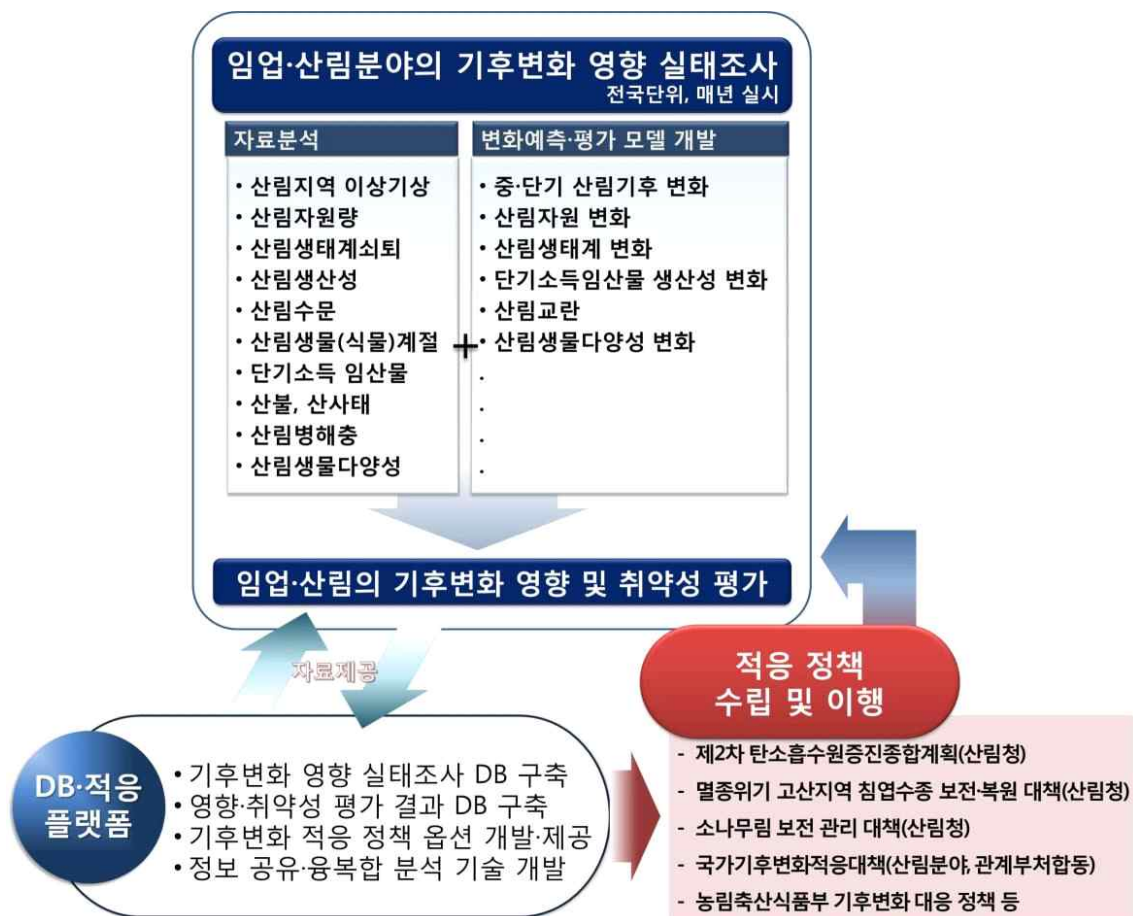 임업·산림분야의 기후변화 영향 실태조사
전국단위, 매년 실시
자료분석
• 산림지역 이상기상
• 산림자원량
• 산림생태계쇠퇴
• 산림생산성
• 산림수문
• 산림생물(식물)계절
• 단기소득 임산물
• 산불, 산사태
• 산림병해충
• 산림생물다양성
+
변화예측·평가 모델 개발
• 중·단기 산림기후 변화
• 산림자원 변화
• 산림생태계 변화
• 단기소득임산물 생산성 변화
• 산림교란
• 산림생물다양성 변화
.
.
.
.
임업·산림의 기후변화 영향 및 취약성 평가
자료제공
DB·적응
플랫폼
• 기후변화 영향 실태조사 DB 구축
• 영향·취약성 평가 결과 DB 구축
• 기후변화 적응 정책 옵션 개발·제공
• 정보 공유·융복합 분석 기술 개발
적응 정책
수립 및 이행
- 제2차 탄소흡수원증진종합계획(산림청)
- 멸종위기 고산지역 침엽수종 보전·복원 대책(산림청)
- 소나무림 보전 관리 대책(산림청)
- 국가기후변화적응대책(산림분야, 관계부처합동)
- 농림축산식품부 기후변화 대응 정책 등